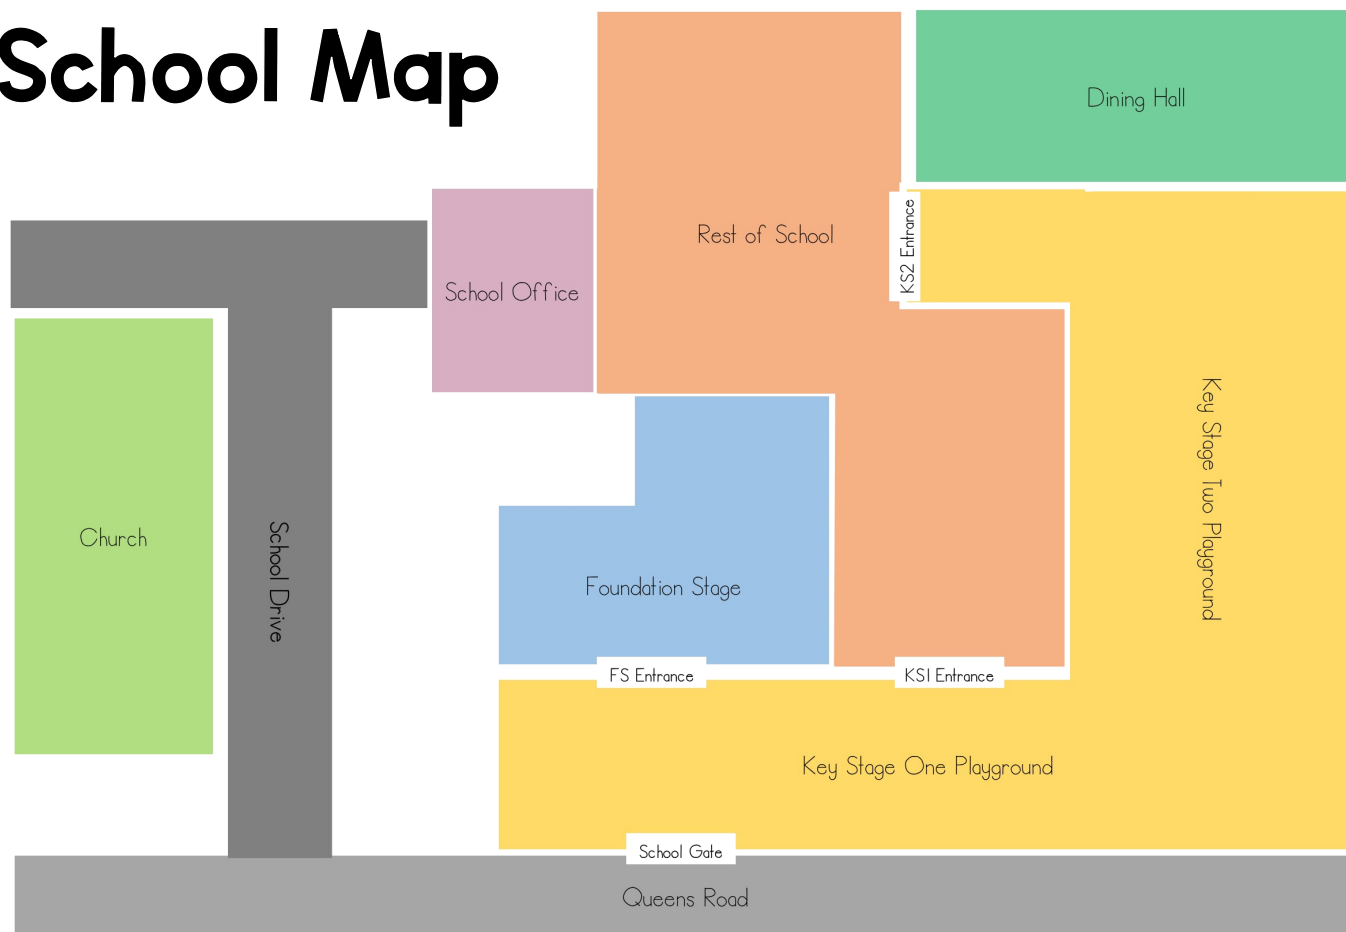 School Map
Dining Hall
Rest of School
KS2 Entrance
School Office
Key Stage Two Playground
Church
School Drive
Foundation Stage
FS Entrance
KS1 Entrance
Key Stage One Playground
School Gate
Queens Road